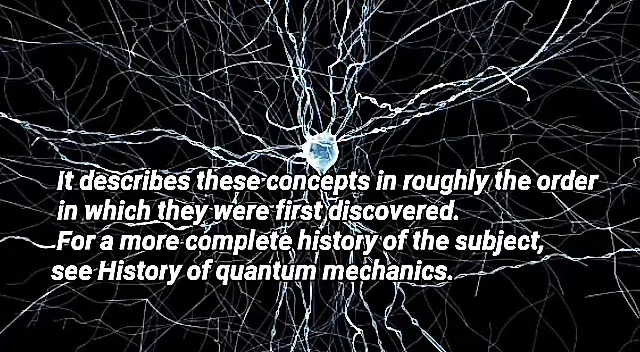 It describes these concepts in roughly the order
in which they were first discovered.
For a more complete history of the subject,
see History of quantum mechanics.